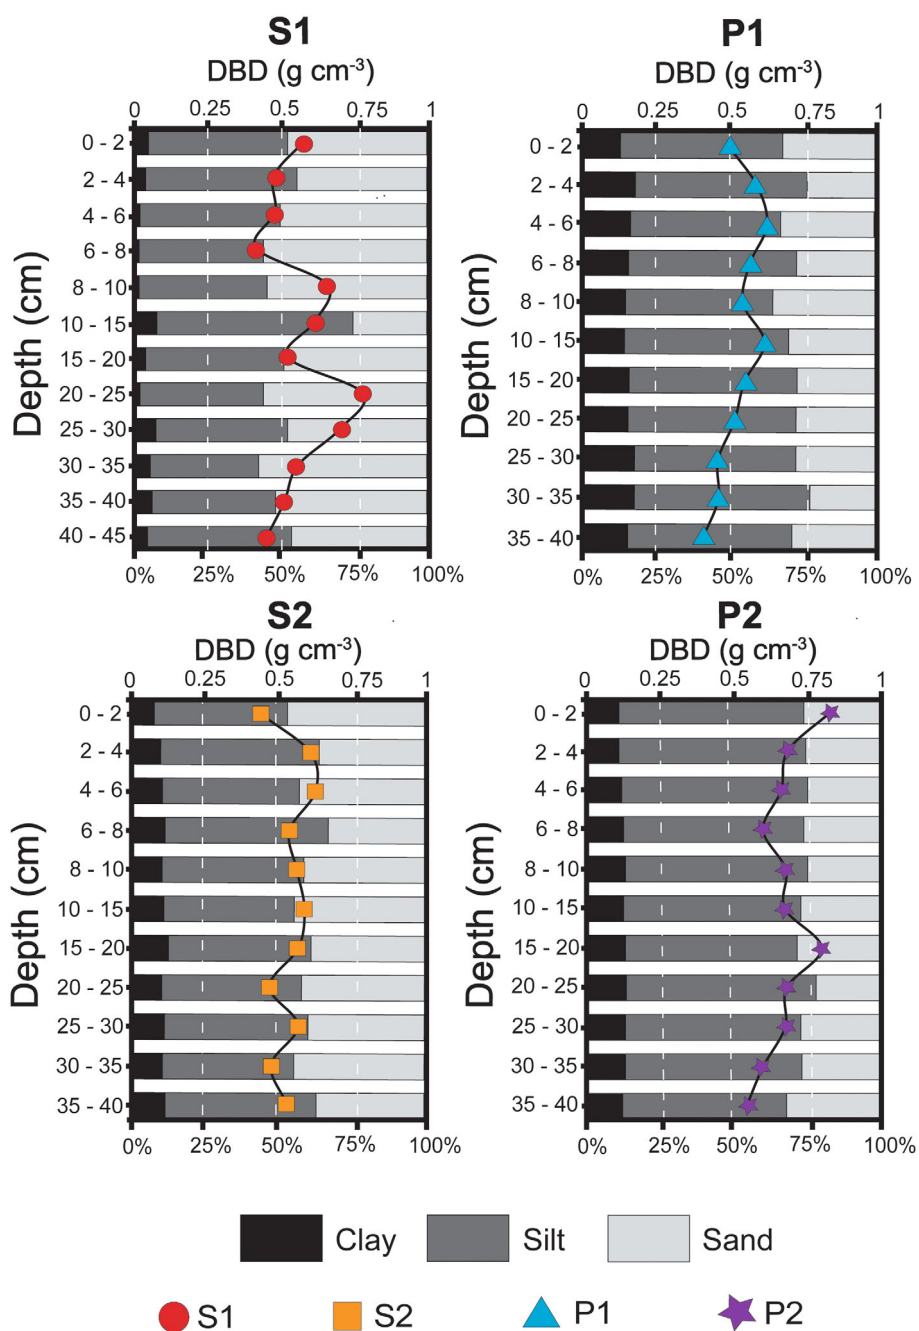 S1
DBD (g cm-3)
0 0.25 0.5 0.75 1
Depth (cm)
0 - 2
2 - 4
4 - 6
6 - 8
8 - 10
10 - 15
15 - 20
20 - 25
25 - 30
30 - 35
35 - 40
40 - 45
0% 25% 50% 75% 100%
P1
DBD (g cm-3)
0 0.25 0.5 0.75 1
Depth (cm)
0 - 2
2 - 4
4 - 6
6 - 8
8 - 10
10 - 15
15 - 20
20 - 25
25 - 30
30 - 35
35 - 40
0% 25% 50% 75% 100%
S2
DBD (g cm-3)
0 0.25 0.5 0.75 1
Depth (cm)
0 - 2
2 - 4
4 - 6
6 - 8
8 - 10
10 - 15
15 - 20
20 - 25
25 - 30
30 - 35
35 - 40
0% 25% 50% 75% 100%
P2
DBD (g cm-3)
0 0.25 0.5 0.75 1
Depth (cm)
0 - 2
2 - 4
4 - 6
6 - 8
8 - 10
10 - 15
15 - 20
20 - 25
25 - 30
30 - 35
35 - 40
0% 25% 50% 75% 100%
Clay Silt Sand
S1 S2 P1 P2